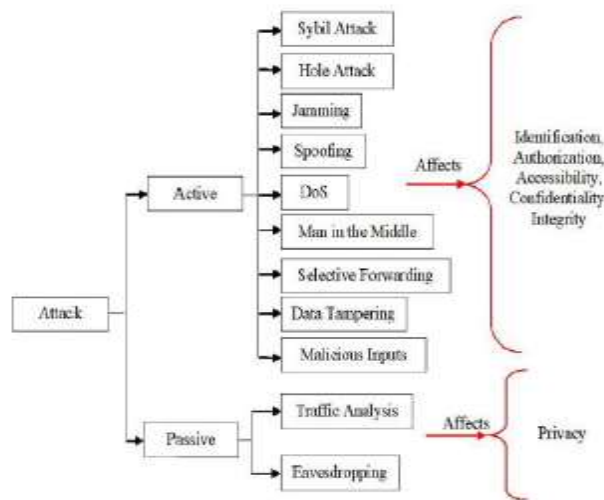 Sybil Attack
Hole Attack
Jamming
Spoofing
DoS
Man in the Middle
Selective Forwarding
Data Tampering
Malicious Inputs
Active
Affects
Identification,
Authorization,
Accessibility,
Confidentiality
Integrity
Attack
Passive
Traffic Analysis
Eavesdropping
Affects
Privacy